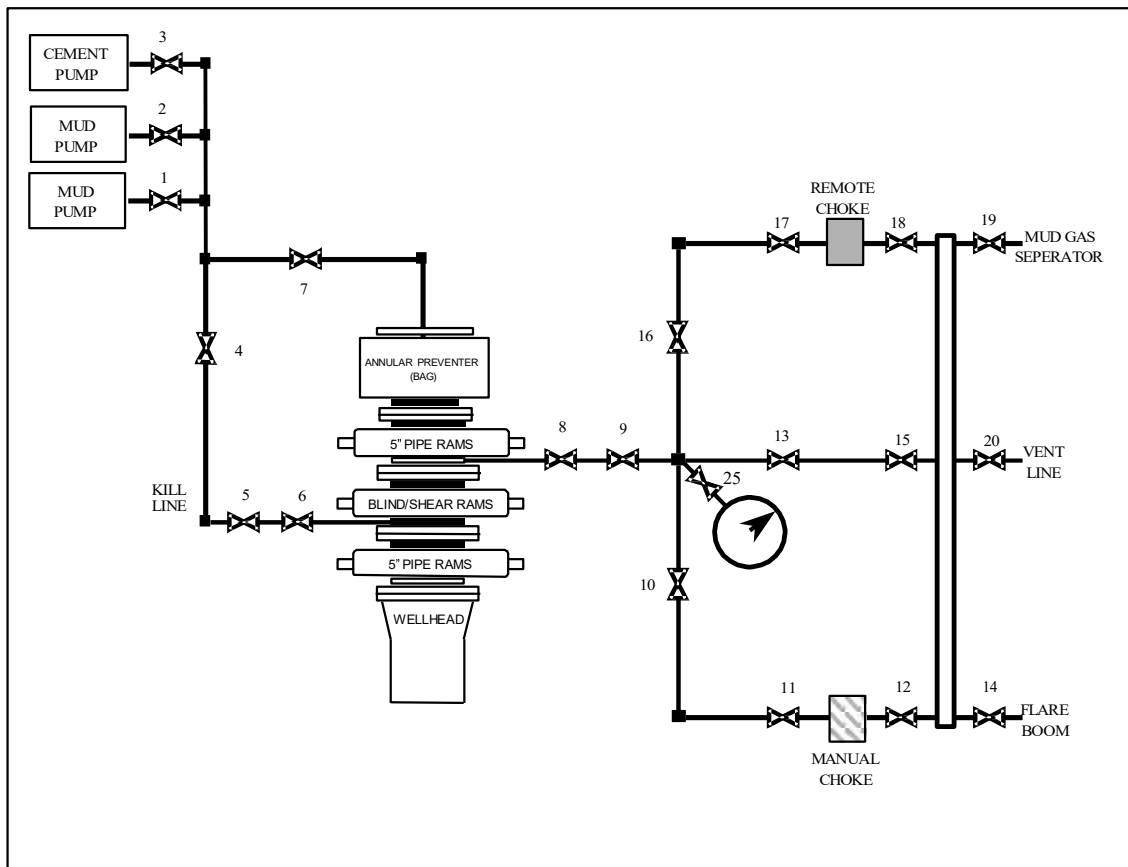 3
CEMENT
PUMP
2
MUD
PUMP
1
MUD
PUMP
7
4
ANNULAR PREVENTER
(BAG)
5" PIPE RAMS
BLIND/SHEAR RAMS
5" PIPE RAMS
WELLHEAD
KILL
LINE
5
6
8
9
REMOTE
CHOKE
17
18
19
MUD GAS
SEPERATOR
16
13
15
20
VENT
LINE
25
10
11
12
14
FLARE
BOOM
MANUAL
CHOKE